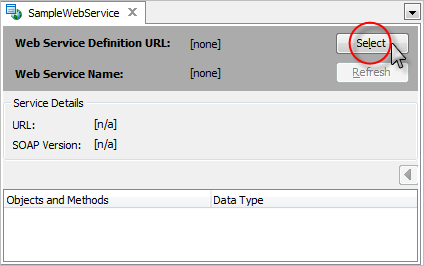 SampleWebService
Web Service Definition URL: [none] Select
Web Service Name: [none] Refresh
Service Details
URL: [n/a]
SOAP Version: [n/a]
Objects and Methods Data Type